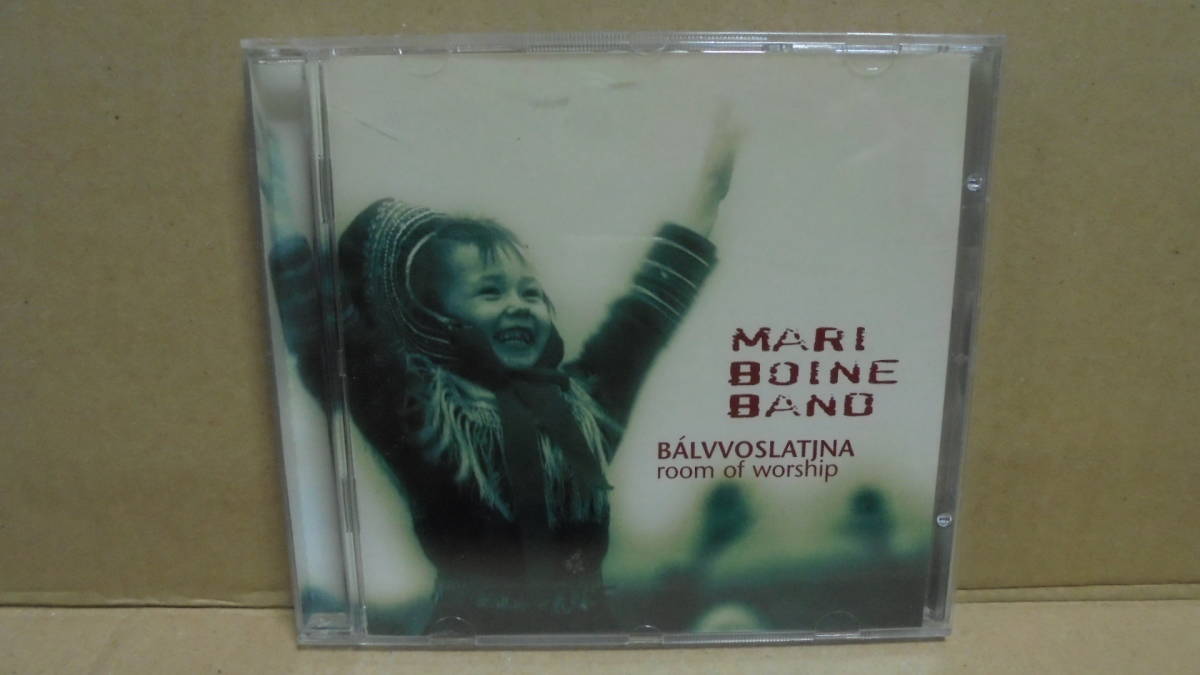 MARI
BOINE
BAND
BÁLVVOSLATJNA
room of worship